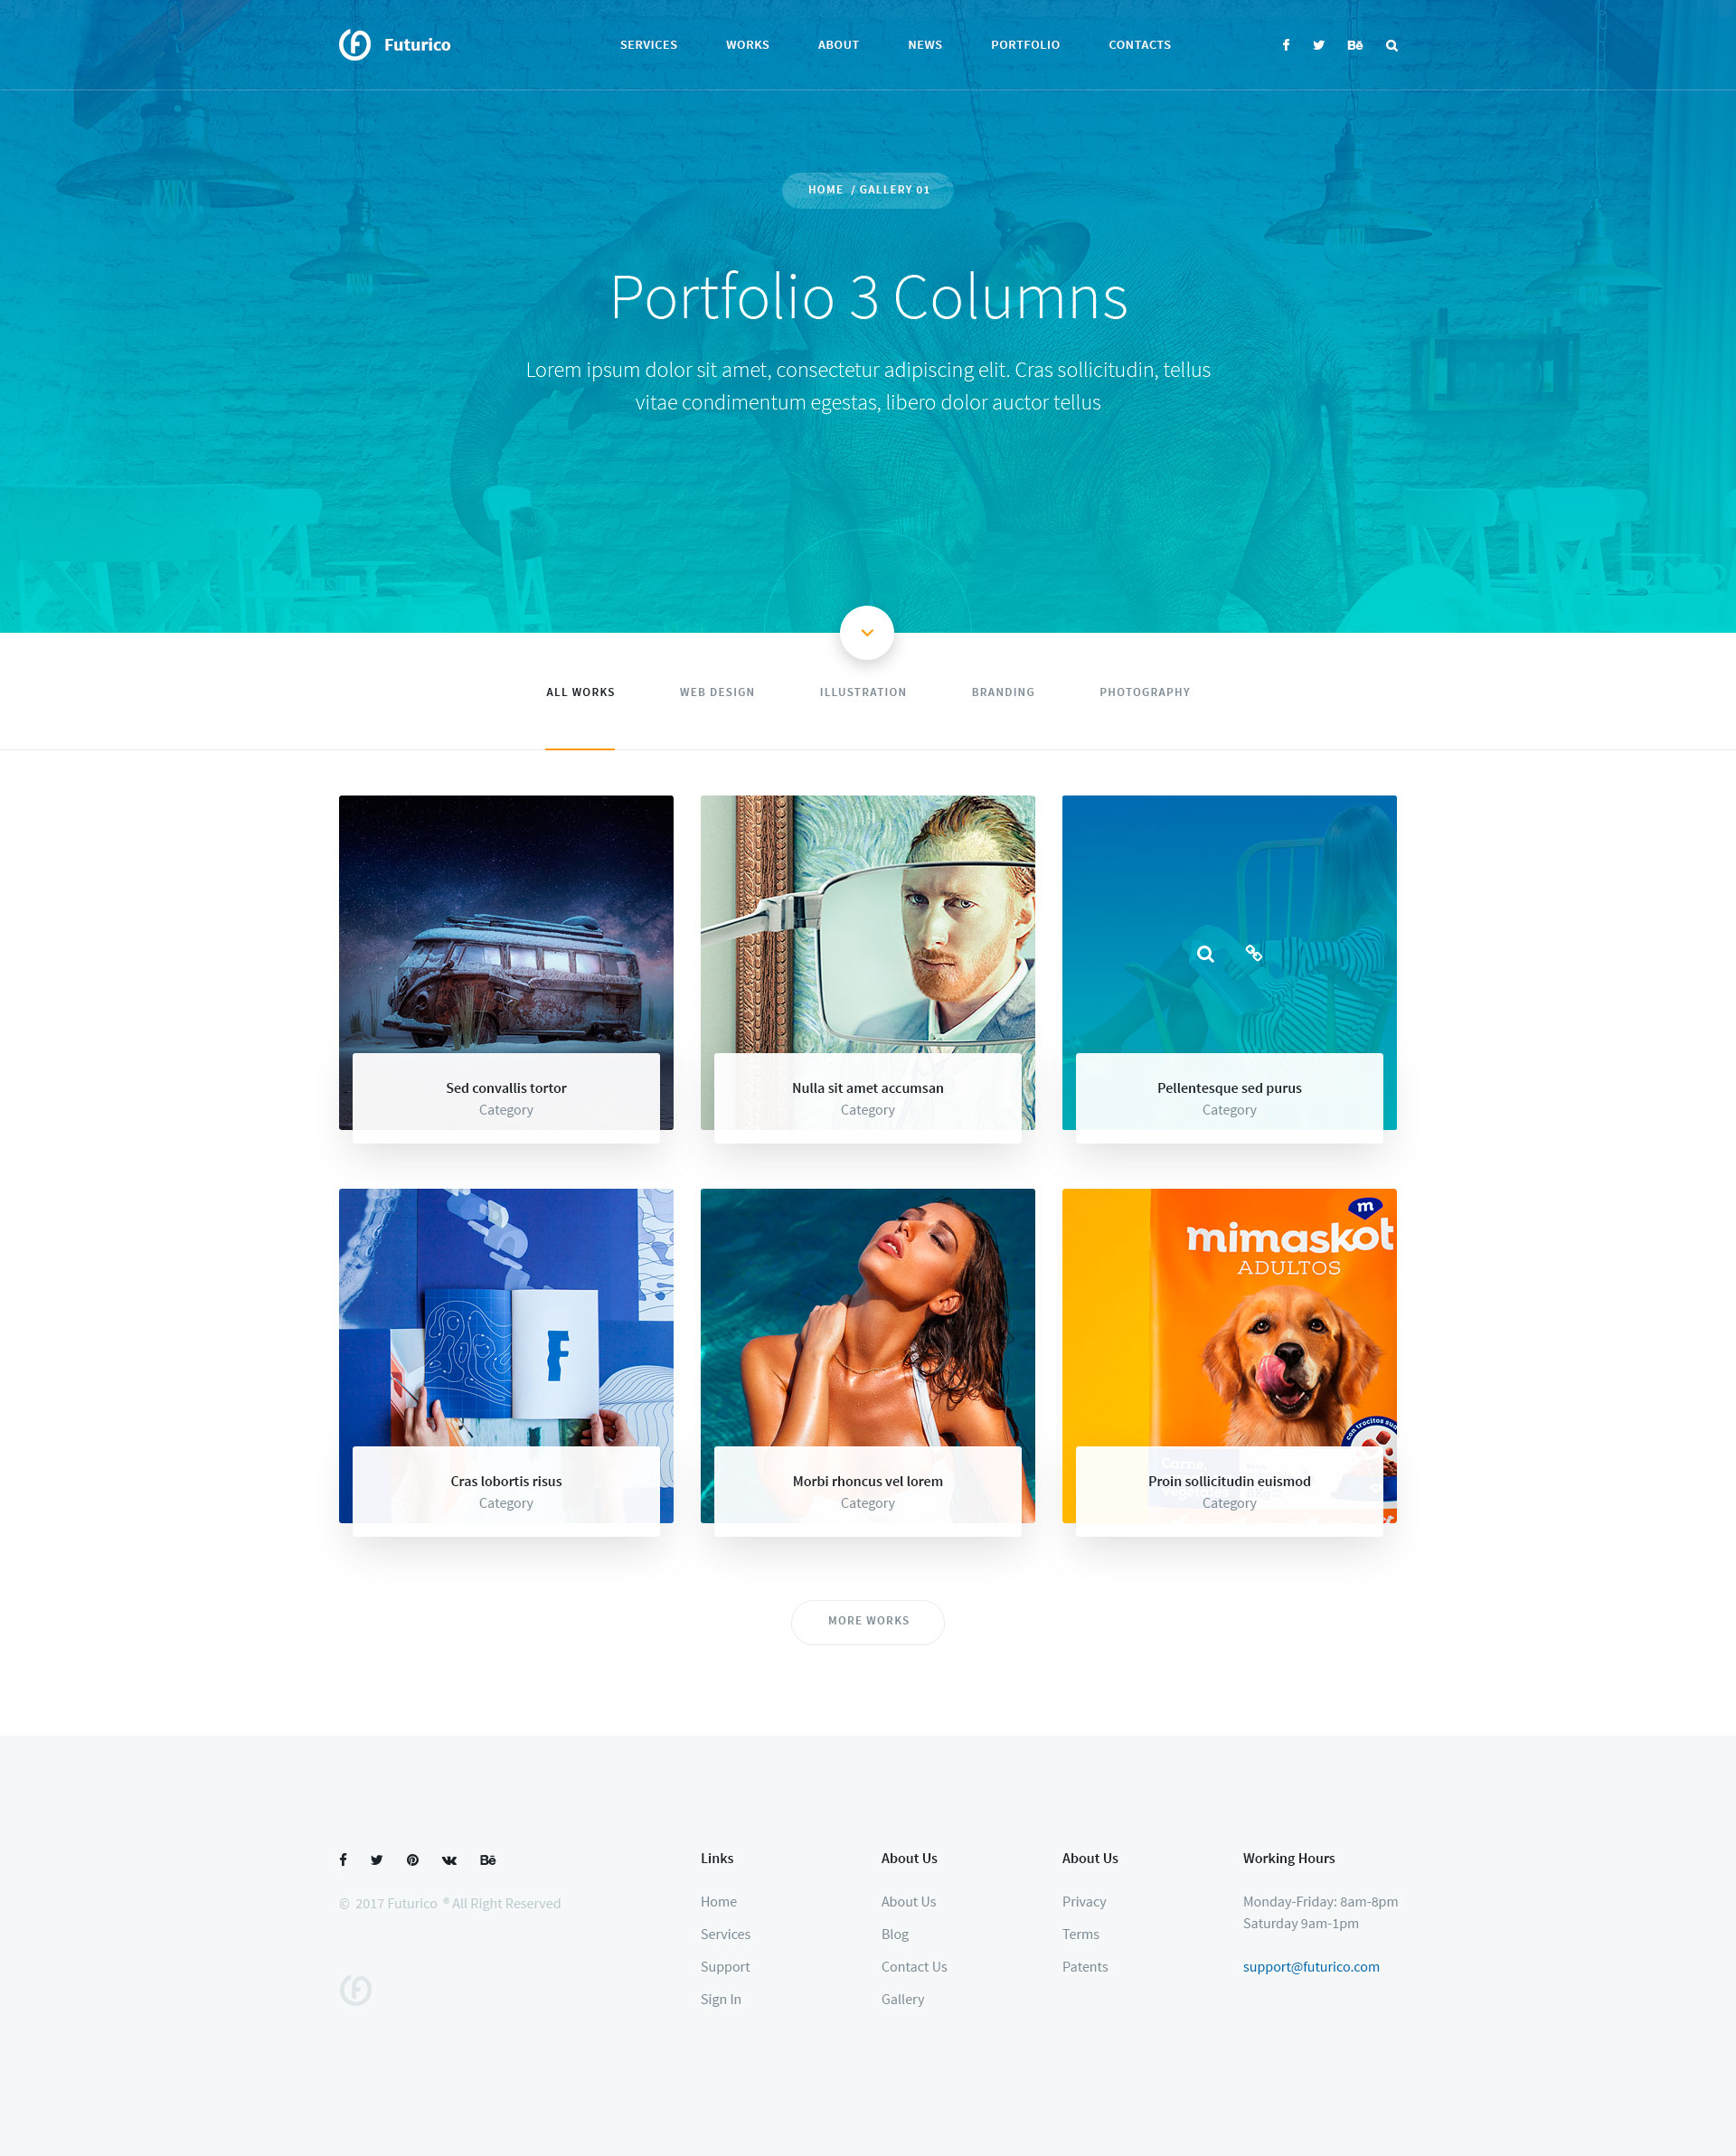 Futurico
SERVICES WORKS ABOUT NEWS PORTFOLIO CONTACTS
HOME / GALLERY 01
Portfolio 3 Columns
Lorem ipsum dolor sit amet, consectetur adipiscing elit. Cras sollicitudin, tellus
vitae condimentum egestas, libero dolor auctor tellus
ALL WORKS WEB DESIGN ILLUSTRATION BRANDING PHOTOGRAPHY
Sed convallis tortor
Category
Nulla sit amet accumsan
Category
Pellentesque sed purus
Category
F
Cras lobortis risus
Category
Morbi rhoncus vel lorem
Category
m
mimaskot
ADULTOS
con trocitos
Carne,
Proin sollicitudin euismod
Category
MORE WORKS
© 2017 Futurico ® All Right Reserved
Links
Home
Services
Support
Sign In
About Us
About Us
Blog
Contact Us
Gallery
About Us
Privacy
Terms
Patents
Working Hours
Monday-Friday: 8am-8pm
Saturday 9am-1pm
support@futurico.com